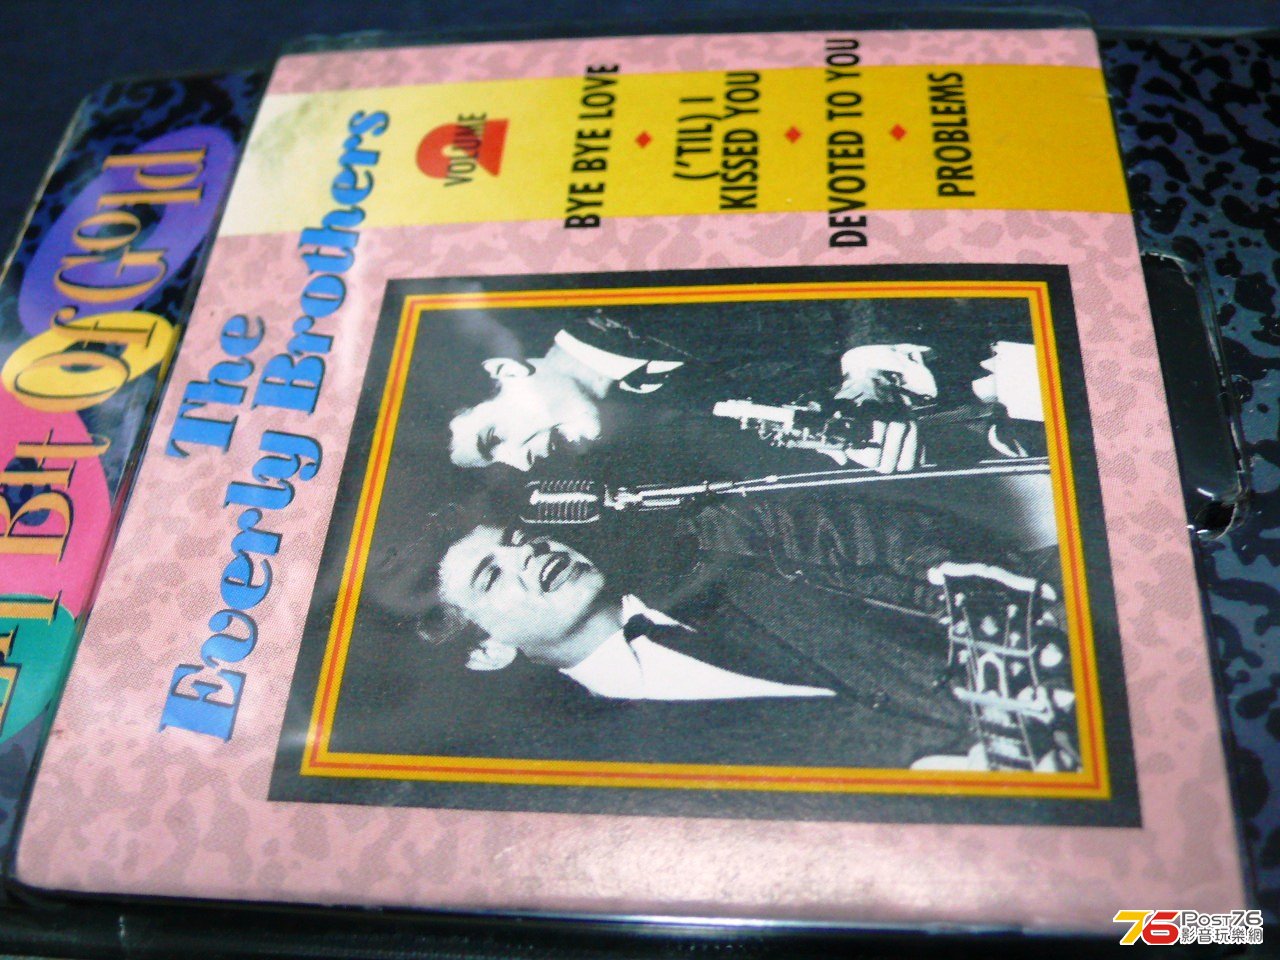 Lil' Bit Of Gold
The
Everly Brothers
VOLUME
2
BYE BYE LOVE
('TIL) I
KISSED YOU
DEVOTED TO YOU
PROBLEMS
76 POST76
影音玩樂網